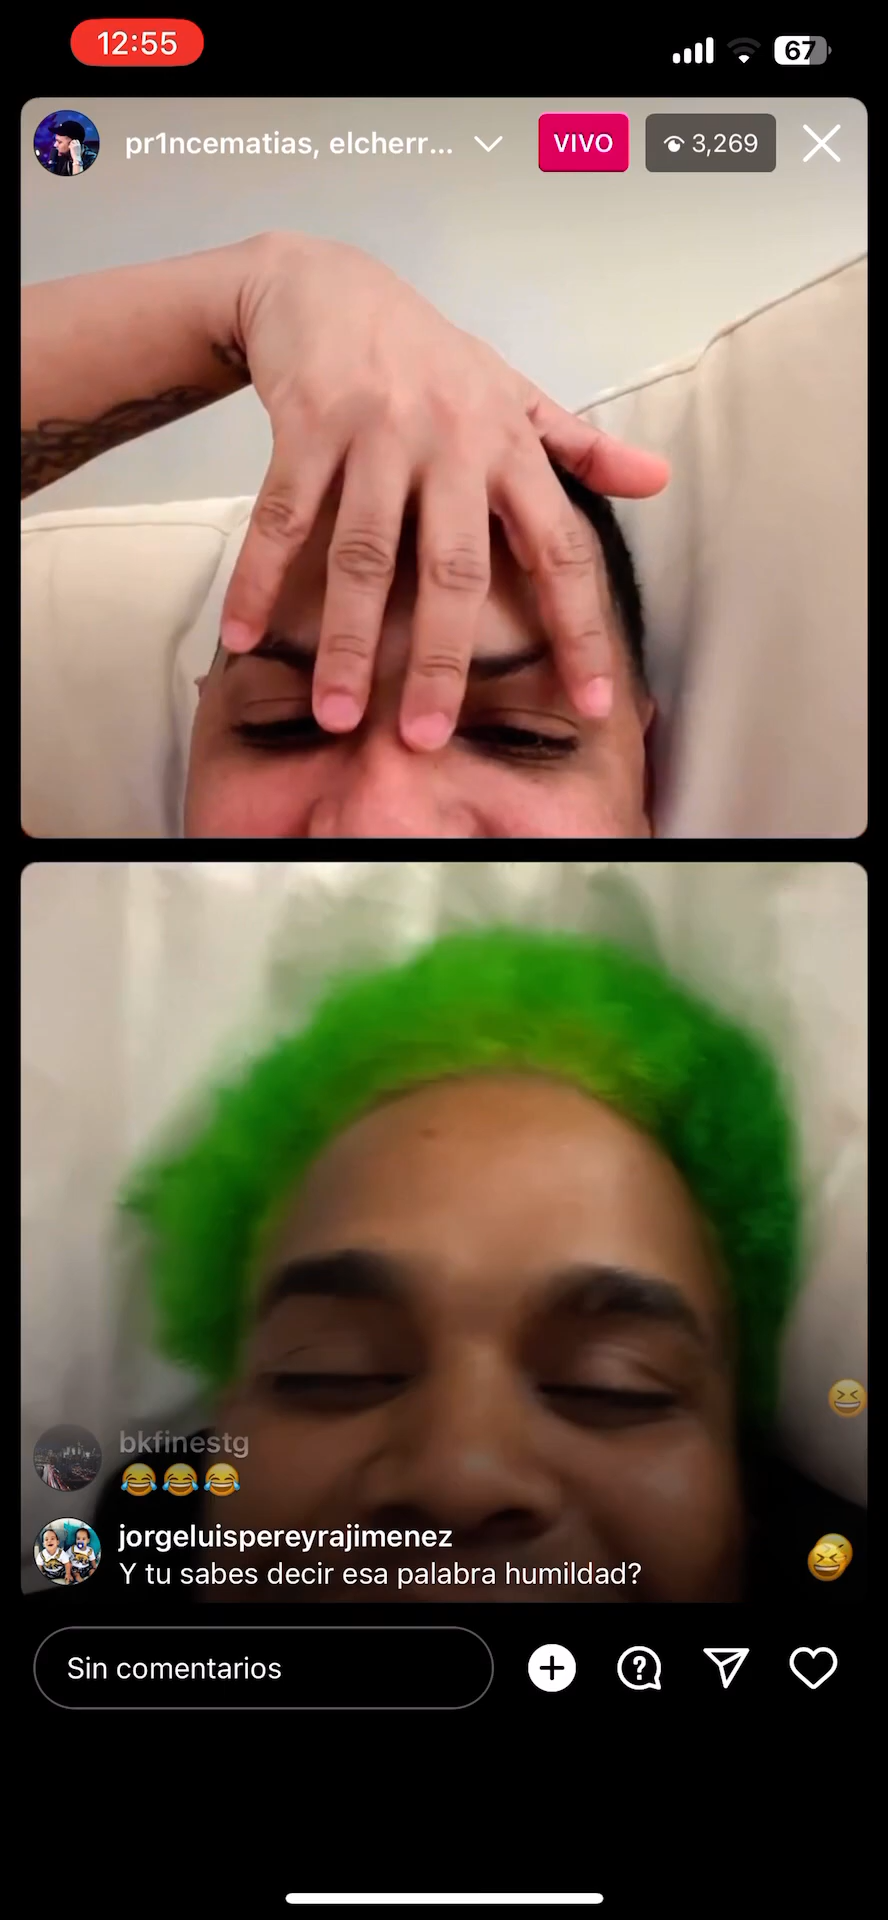 12:55
67
pr1ncematias, elcherr...
VIVO
3,269
bkfinestg
😂😂😂
jorgeluispereyrajimenez
Y tu sabes decir esa palabra humildad?
Sin comentarios